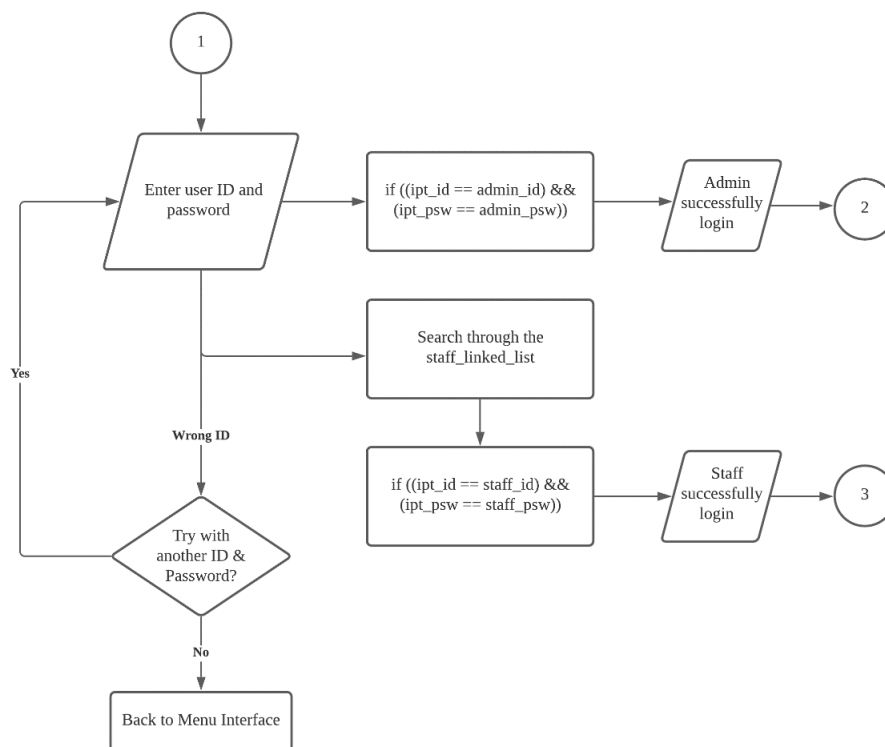 1
Enter user ID and
password
if ((ipt_id == admin_id) &&
(ipt_psw == admin_psw))
Admin
successfully
login
2
Search through the
staff_linked_list
Yes
Wrong ID
if ((ipt_id == staff_id) &&
(ipt_psw == staff_psw))
Staff
successfully
login
3
Try with
another ID &
Password?
No
Back to Menu Interface